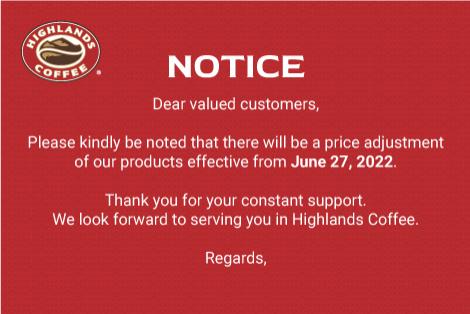 HIGHLANDS
COFFEE
®
NOTICE
Dear valued customers,
Please kindly be noted that there will be a price adjustment
of our products effective from June 27, 2022.
Thank you for your constant support.
We look forward to serving you in Highlands Coffee.
Regards,